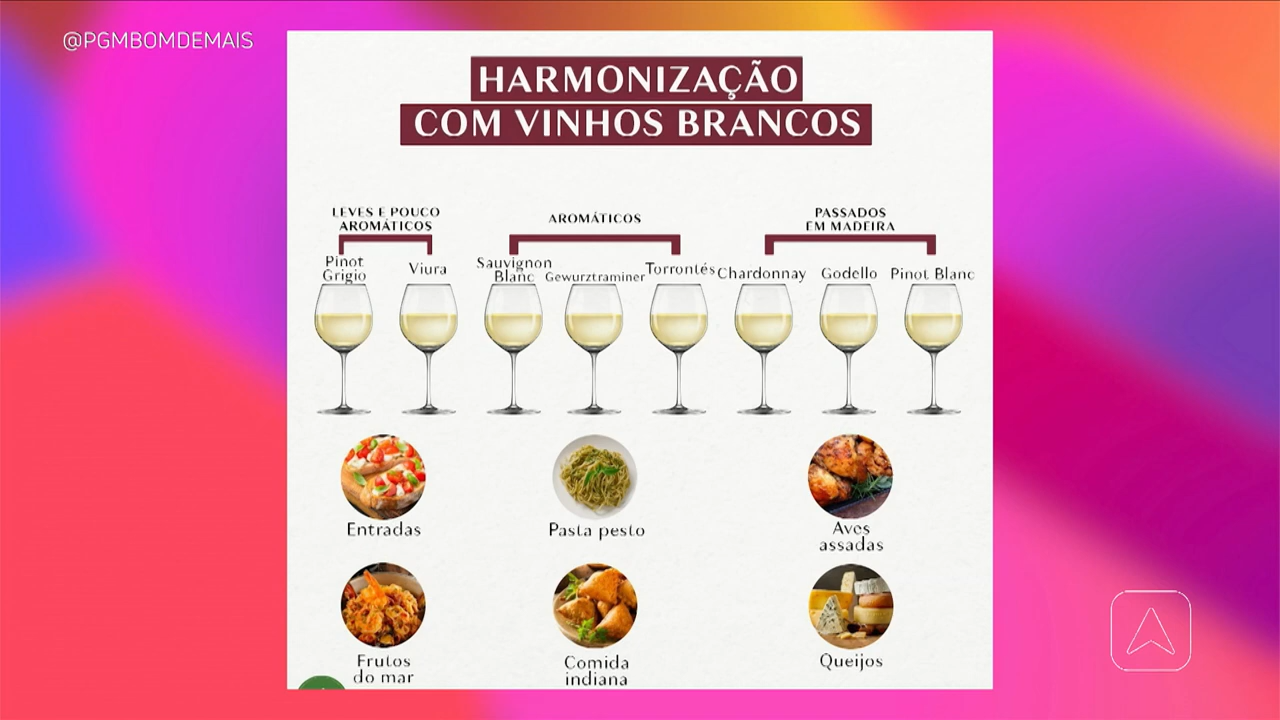 @PGMBOMDEMAIS
HARMONIZAÇÃO
COM VINHOS BRANCOS
LEVES E POUCO
AROMÁTICOS
AROMÁTICOS
PASSADOS
EM MADEIRA
Pinot
Grigio
Viura
Sauvignon
Blanc
Gewurztraminer
Torrontés
Chardonnay
Godello
Pinot Blanc
Entradas
Pasta pesto
Aves
assadas
Frutos
do mar
Comida
indiana
Queijos